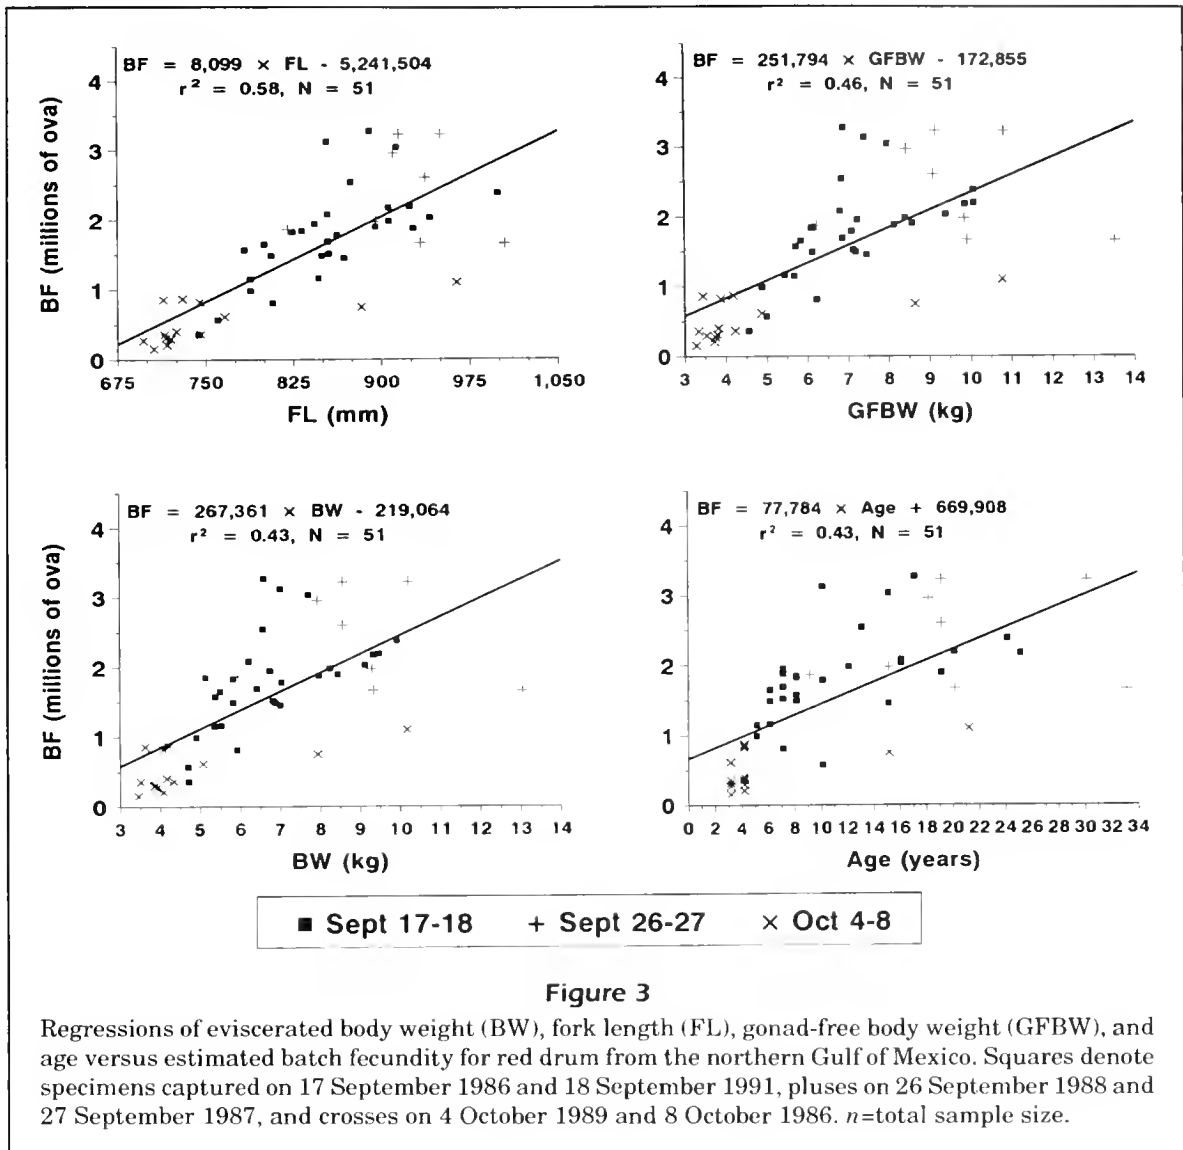 BF = 8,099 × FL - 5,241,504
r² = 0.58, N = 51
BF (millions of ova)
4
3
2
1
0
675 750 825 900 975 1,050
FL (mm)
BF = 251,794 × GFBW - 172,855
r² = 0.46, N = 51
4
3
2
1
0
3 4 5 6 7 8 9 10 11 12 13 14
GFBW (kg)
BF = 267,361 × BW - 219,064
r² = 0.43, N = 51
BF (millions of ova)
4
3
2
1
0
3 4 5 6 7 8 9 10 11 12 13 14
BW (kg)
BF = 77,784 × Age + 669,908
r² = 0.43, N = 51
4
3
2
1
0
0 2 4 6 8 10 12 14 16 18 20 22 24 26 28 30 32 34
Age (years)
■ Sept 17-18 + Sept 26-27 × Oct 4-8
Figure 3
Regressions of eviscerated body weight (BW), fork length (FL), gonad-free body weight (GFBW), and
age versus estimated batch fecundity for red drum from the northern Gulf of Mexico. Squares denote
specimens captured on 17 September 1986 and 18 September 1991, pluses on 26 September 1988 and
27 September 1987, and crosses on 4 October 1989 and 8 October 1986. n=total sample size.